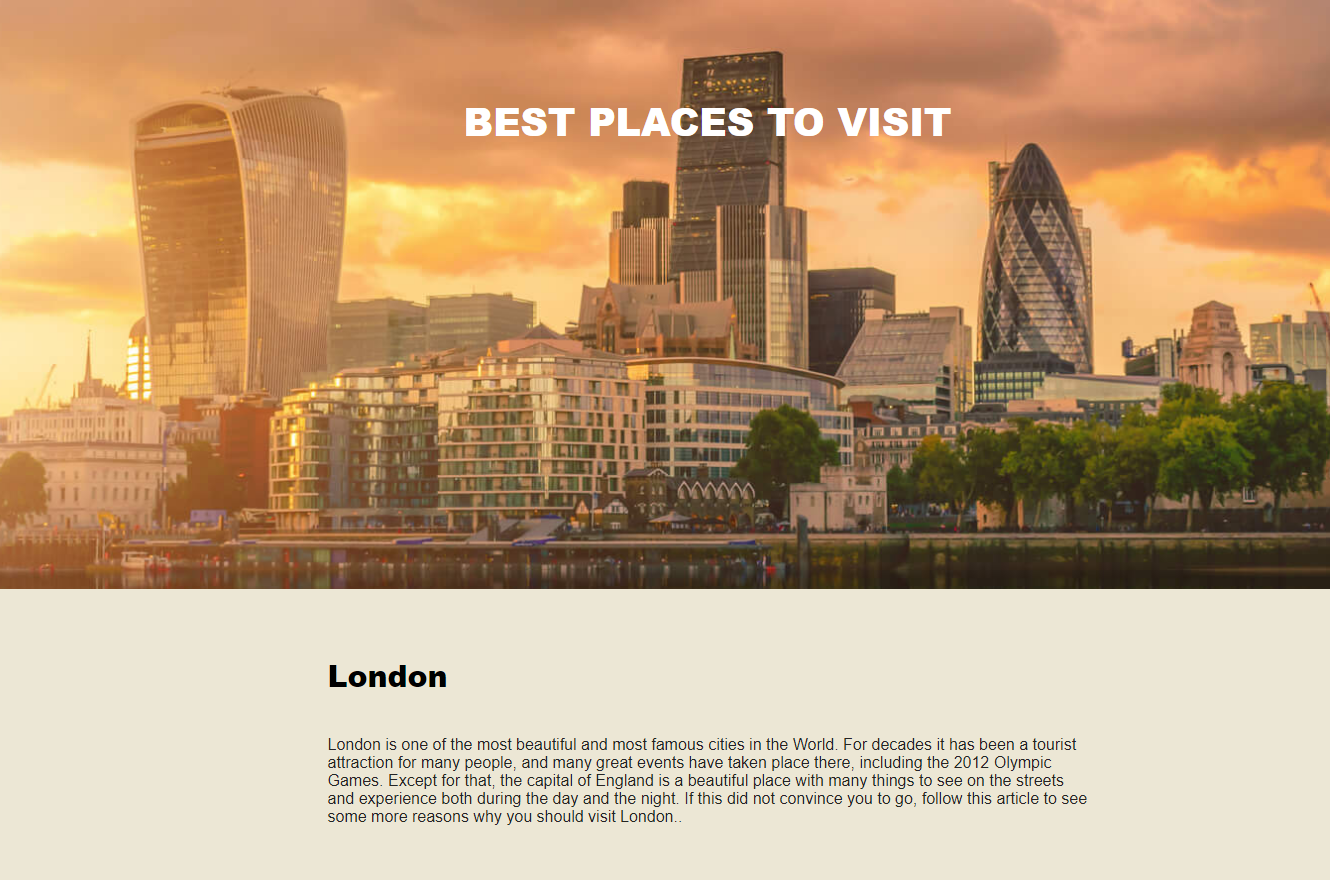 BEST PLACES TO VISIT
London
London is one of the most beautiful and most famous cities in the World. For decades it has been a tourist
attraction for many people, and many great events have taken place there, including the 2012 Olympic
Games. Except for that, the capital of England is a beautiful place with many things to see on the streets
and experience both during the day and the night. If this did not convince you to go, follow this article to see
some more reasons why you should visit London..